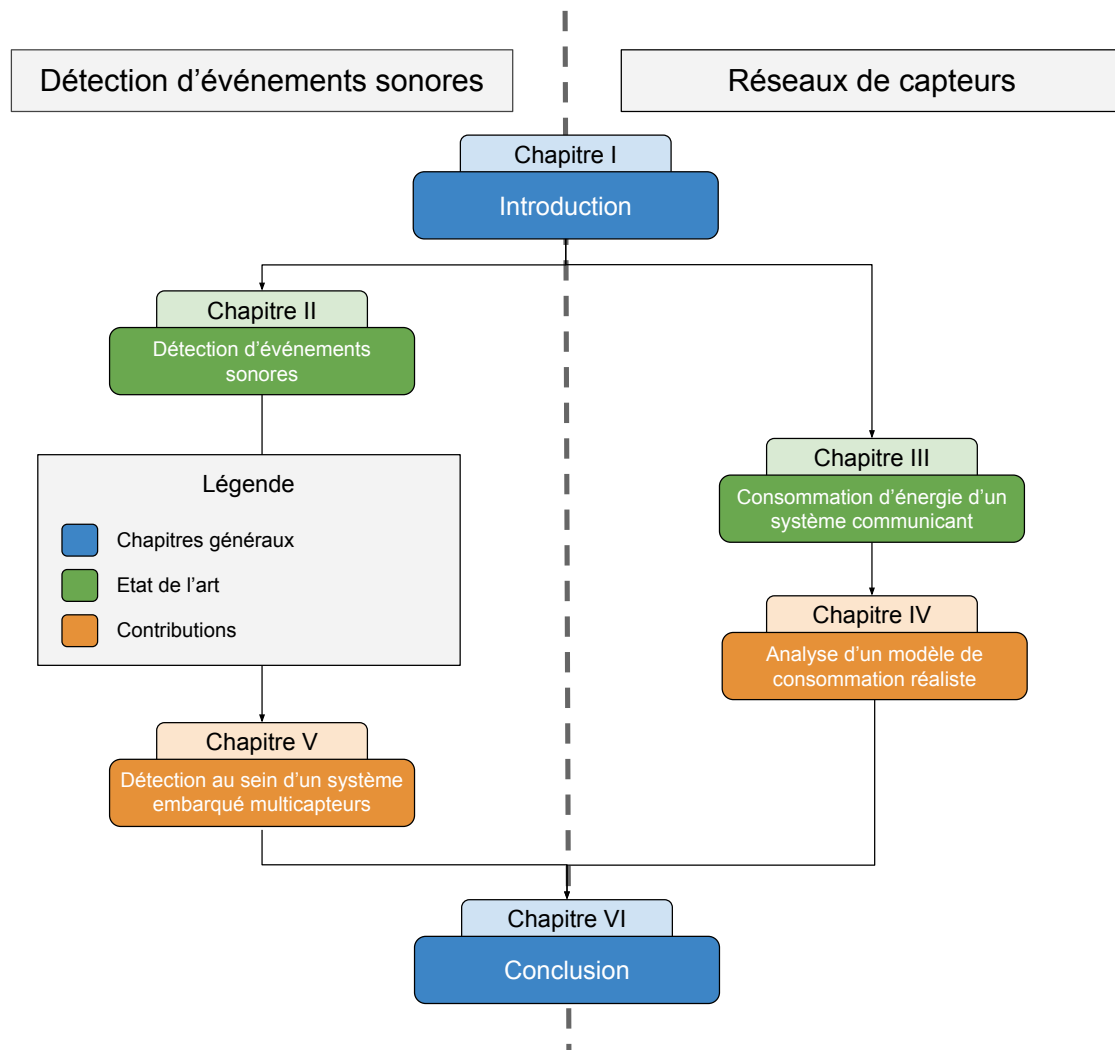 Détection d'événements sonores
Réseaux de capteurs
Chapitre I
Introduction
Chapitre II
Détection d'événements
sonores
Chapitre III
Consommation d'énergie d'un
système communicant
Légende
Chapitres généraux
Etat de l'art
Contributions
Chapitre IV
Analyse d'un modèle de
consommation réaliste
Chapitre V
Détection au sein d'un système
embarqué multicapteurs
Chapitre VI
Conclusion